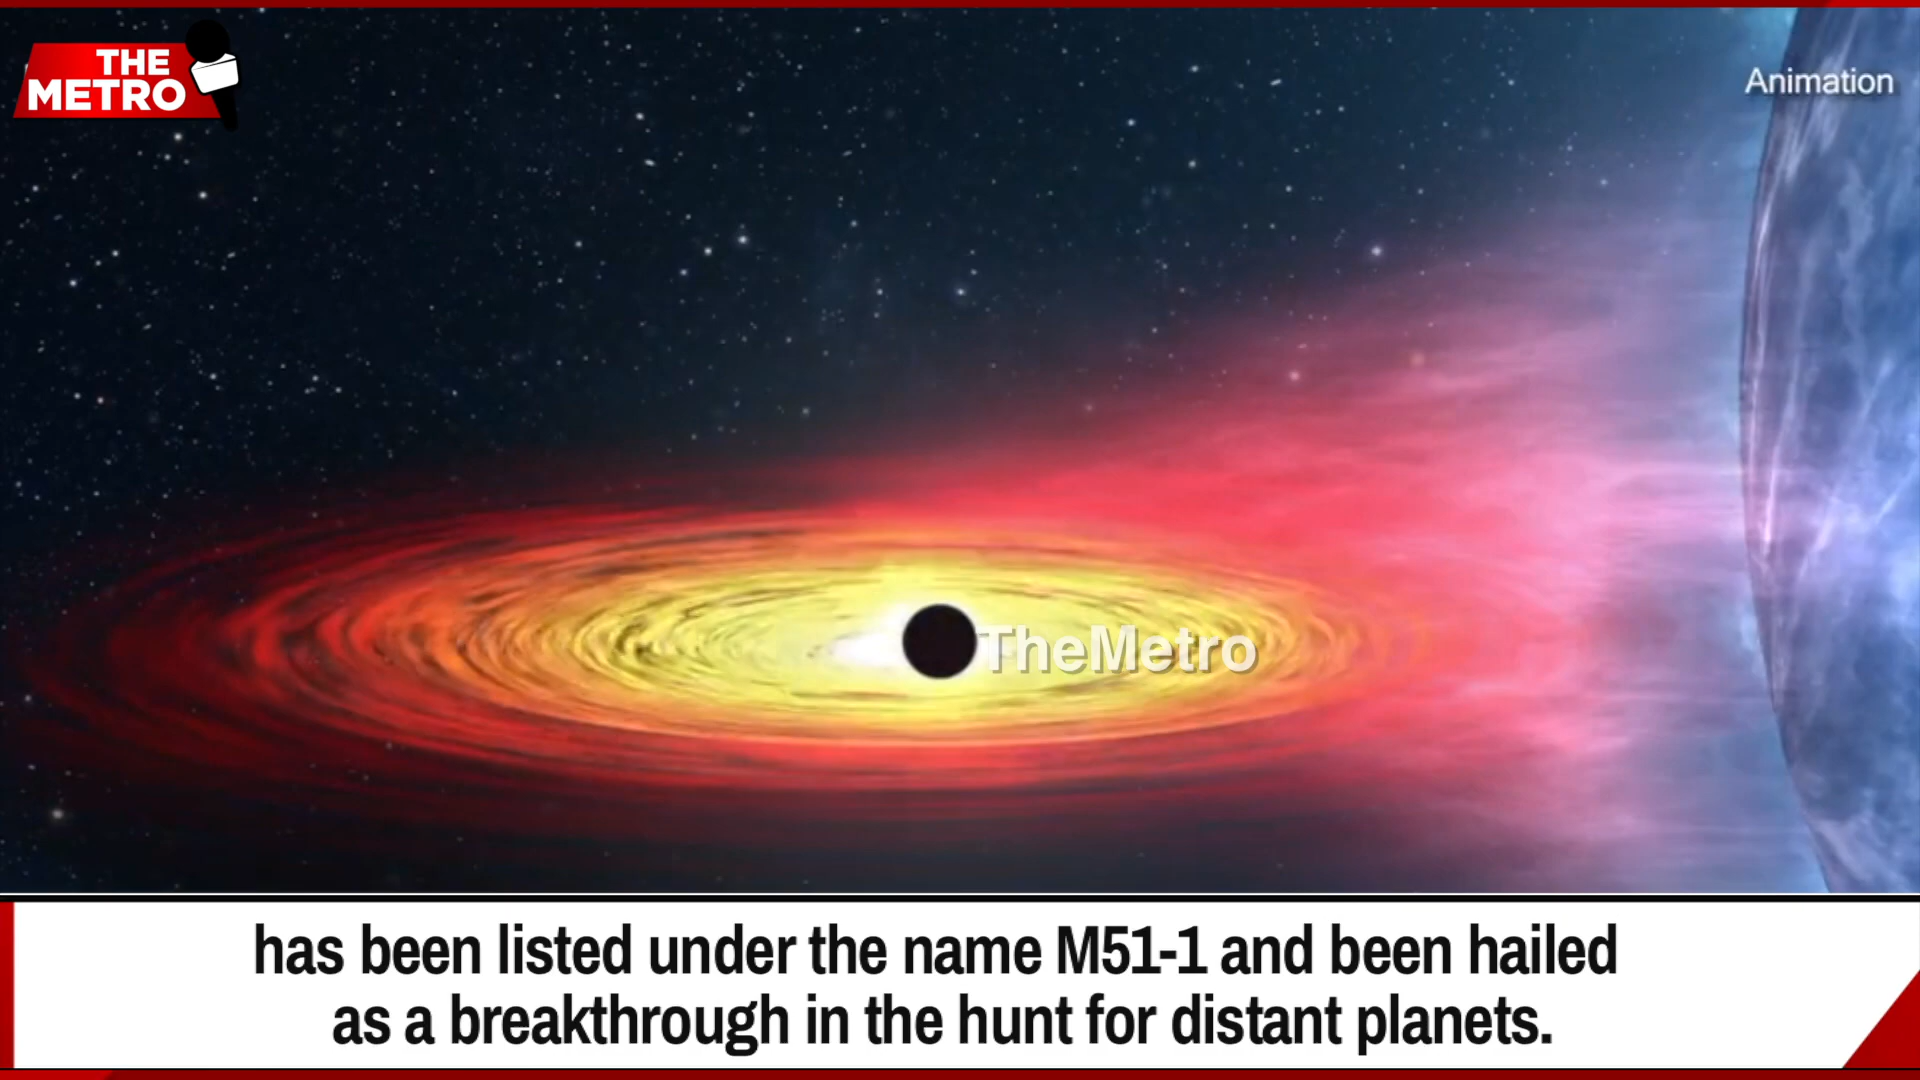 THE
METRO
Animation
TheMetro
has been listed under the name M51-1 and been hailed
as a breakthrough in the hunt for distant planets.